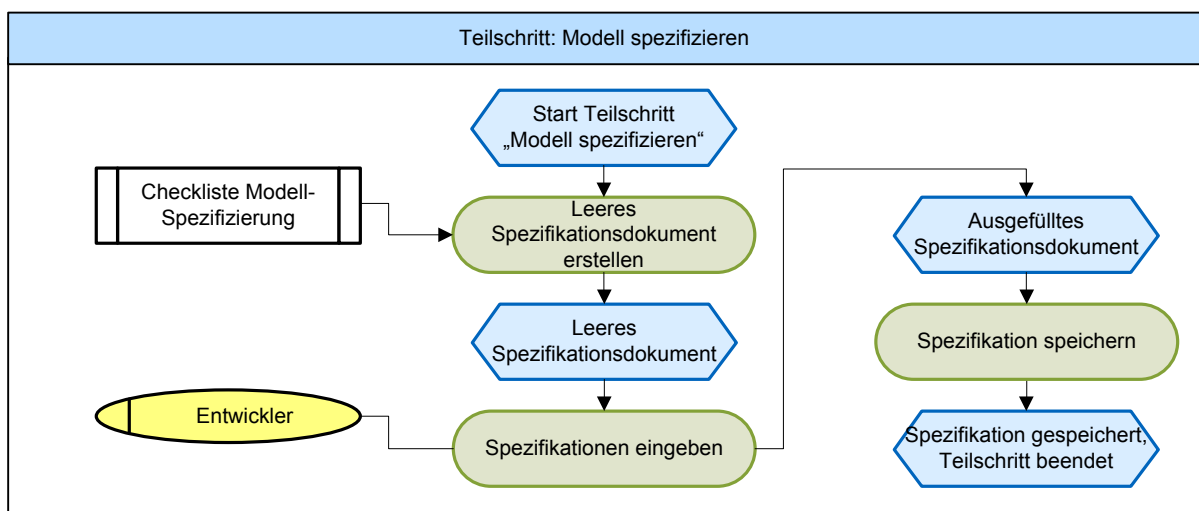 Teilschritt: Modell spezifizieren
Start Teilschritt
„Modell spezifizieren“
Checkliste Modell-
Spezifizierung
Leeres
Spezifikationsdokument
erstellen
Leeres
Spezifikationsdokument
Entwickler
Spezifikationen eingeben
Ausgefülltes
Spezifikationsdokument
Spezifikation speichern
Spezifikation gespeichert,
Teilschritt beendet